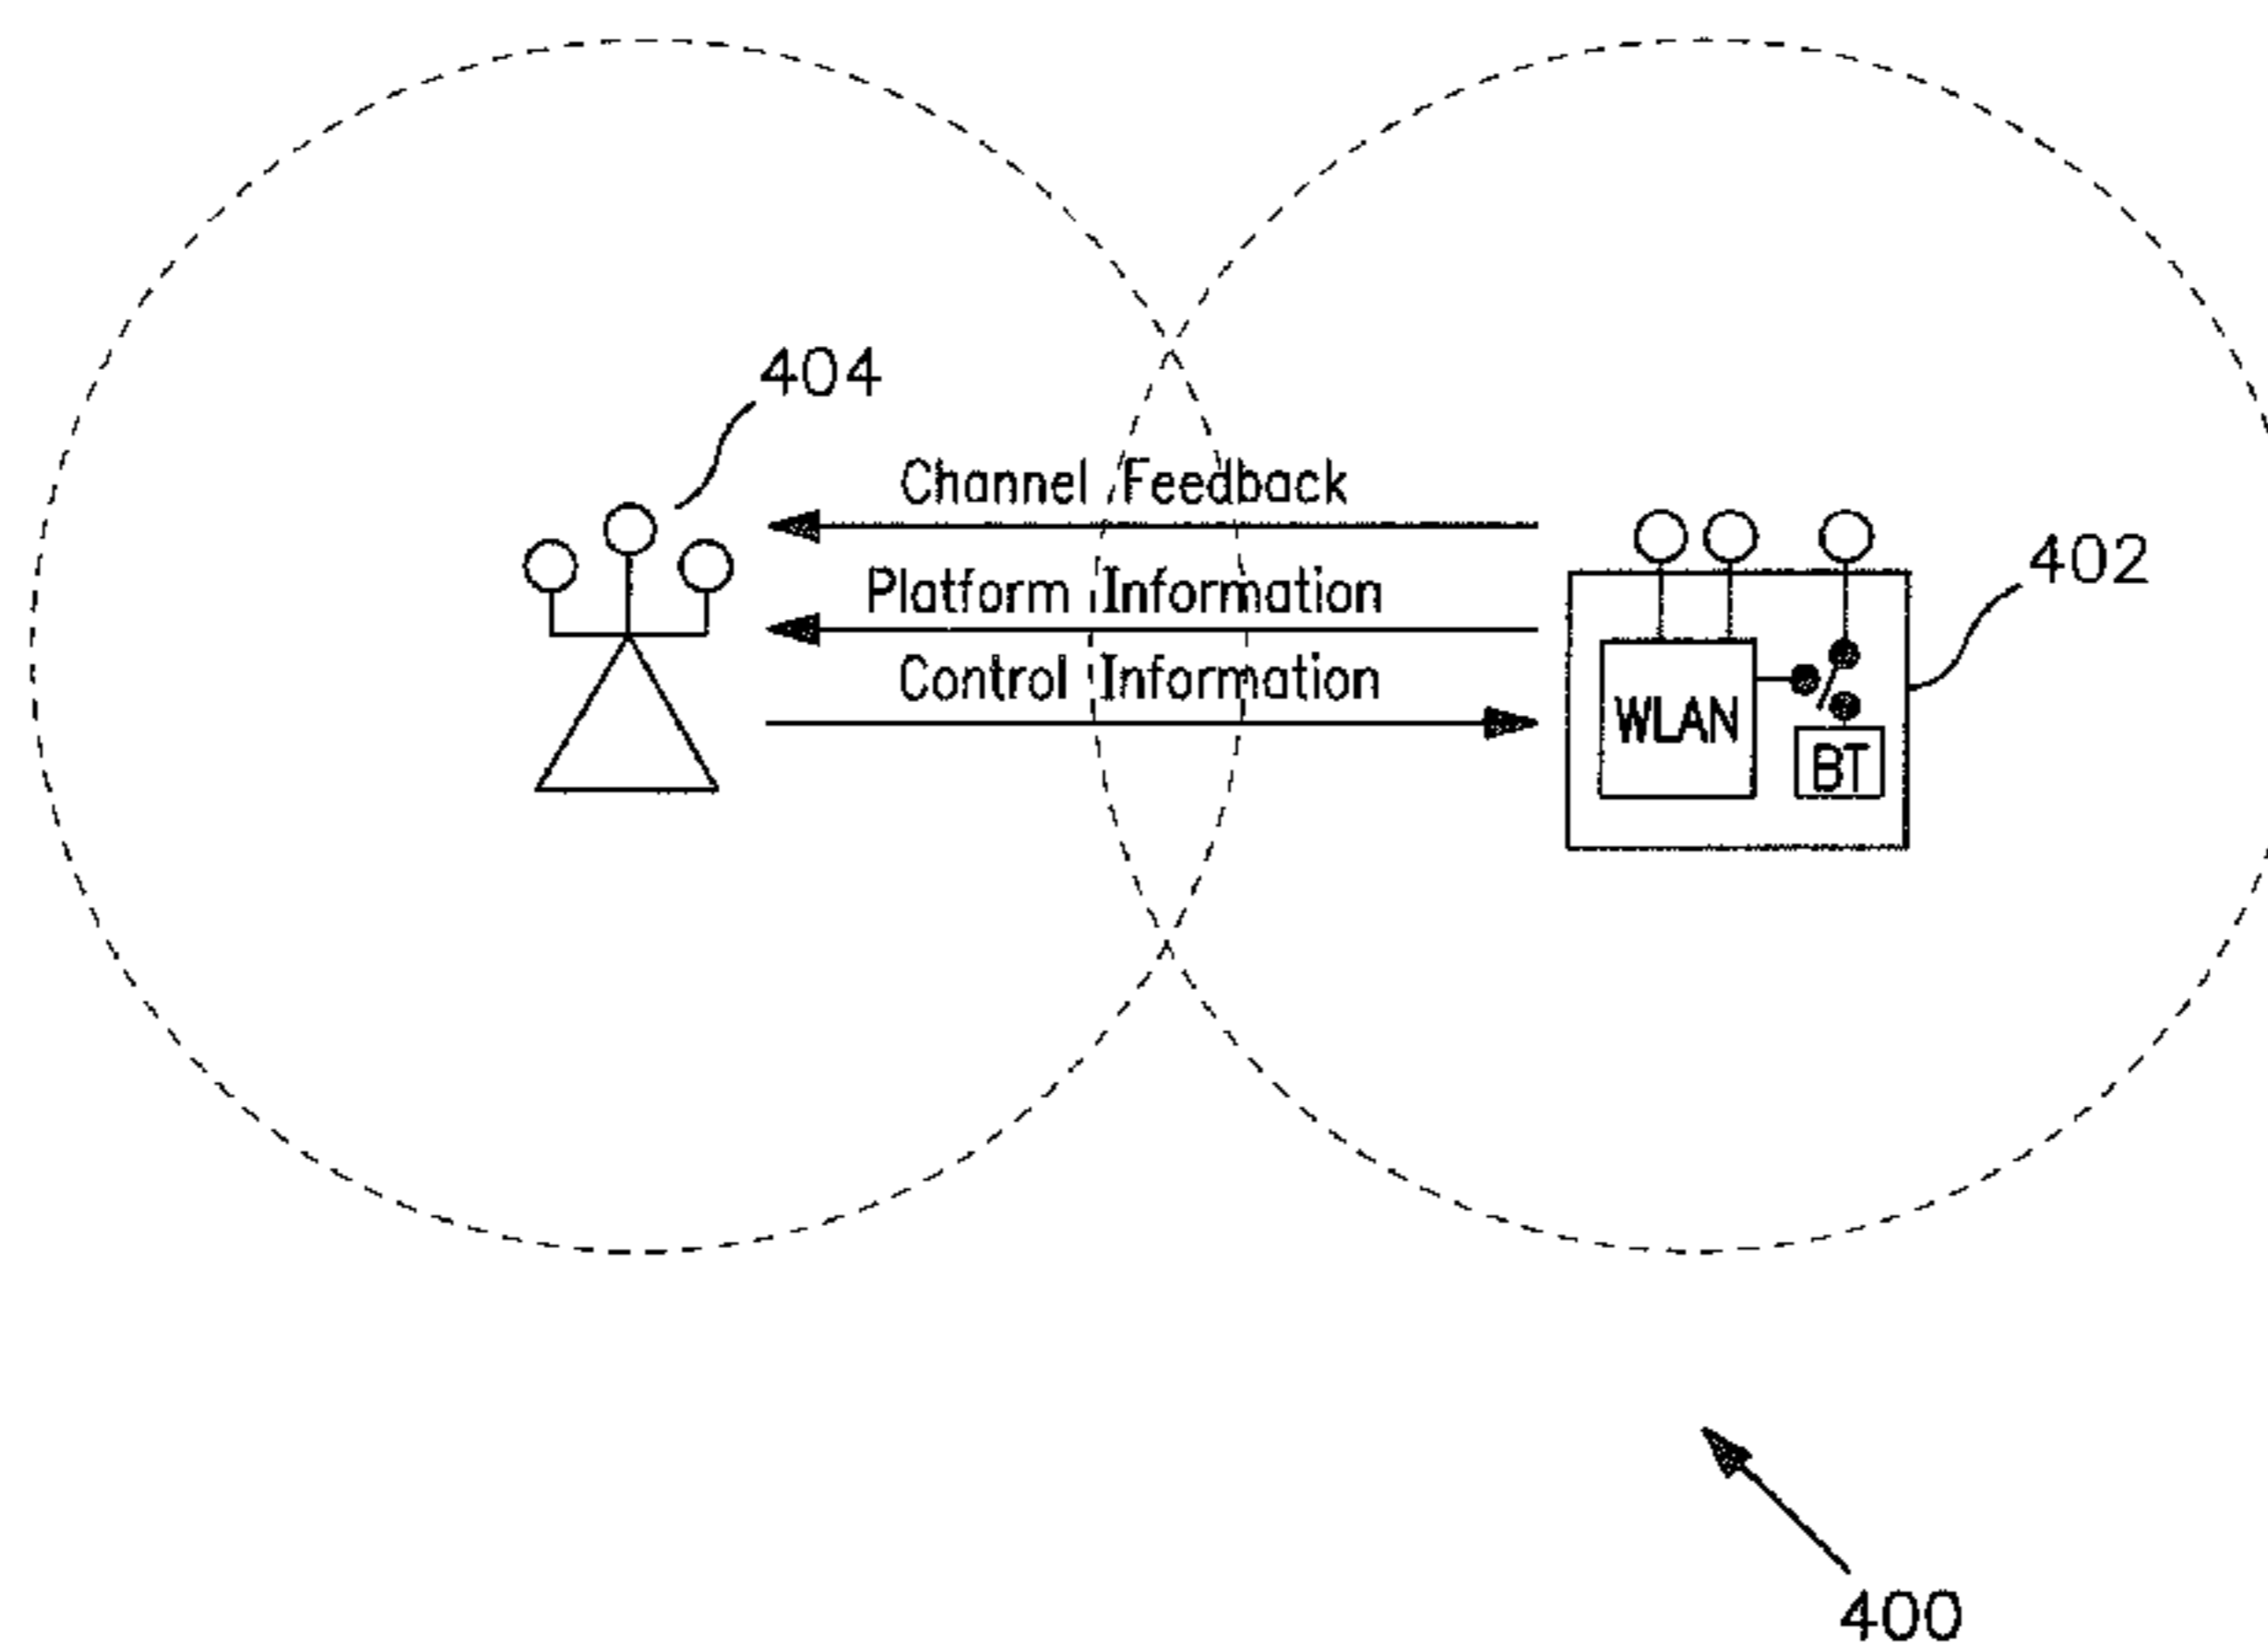 404
Channel Feedback
402
Platform Information
Control Information
WLAN
BT
400